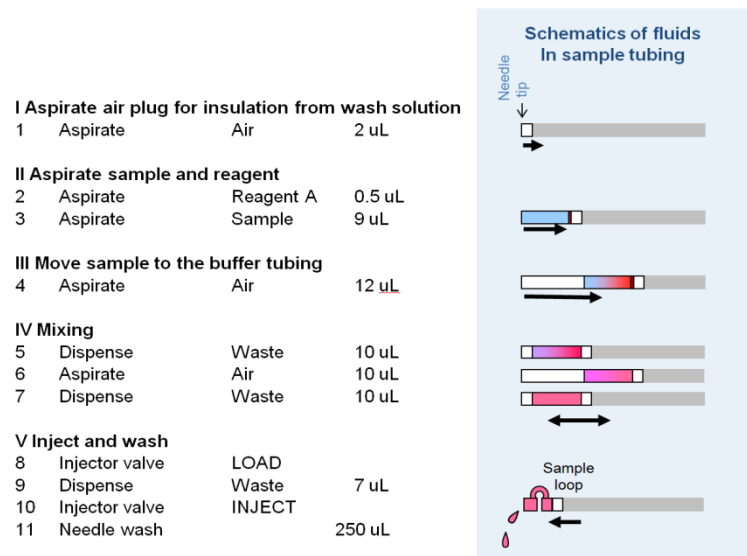 Schematics of fluids
In sample tubing
Needle
tip
I Aspirate air plug for insulation from wash solution
1 Aspirate Air 2 uL
II Aspirate sample and reagent
2 Aspirate Reagent A 0.5 uL
3 Aspirate Sample 9 uL
III Move sample to the buffer tubing
4 Aspirate Air 12 uL
IV Mixing
5 Dispense Waste 10 uL
6 Aspirate Air 10 uL
7 Dispense Waste 10 uL
V Inject and wash
8 Injector valve LOAD
9 Dispense Waste 7 uL
10 Injector valve INJECT
11 Needle wash 250 uL
Sample
loop